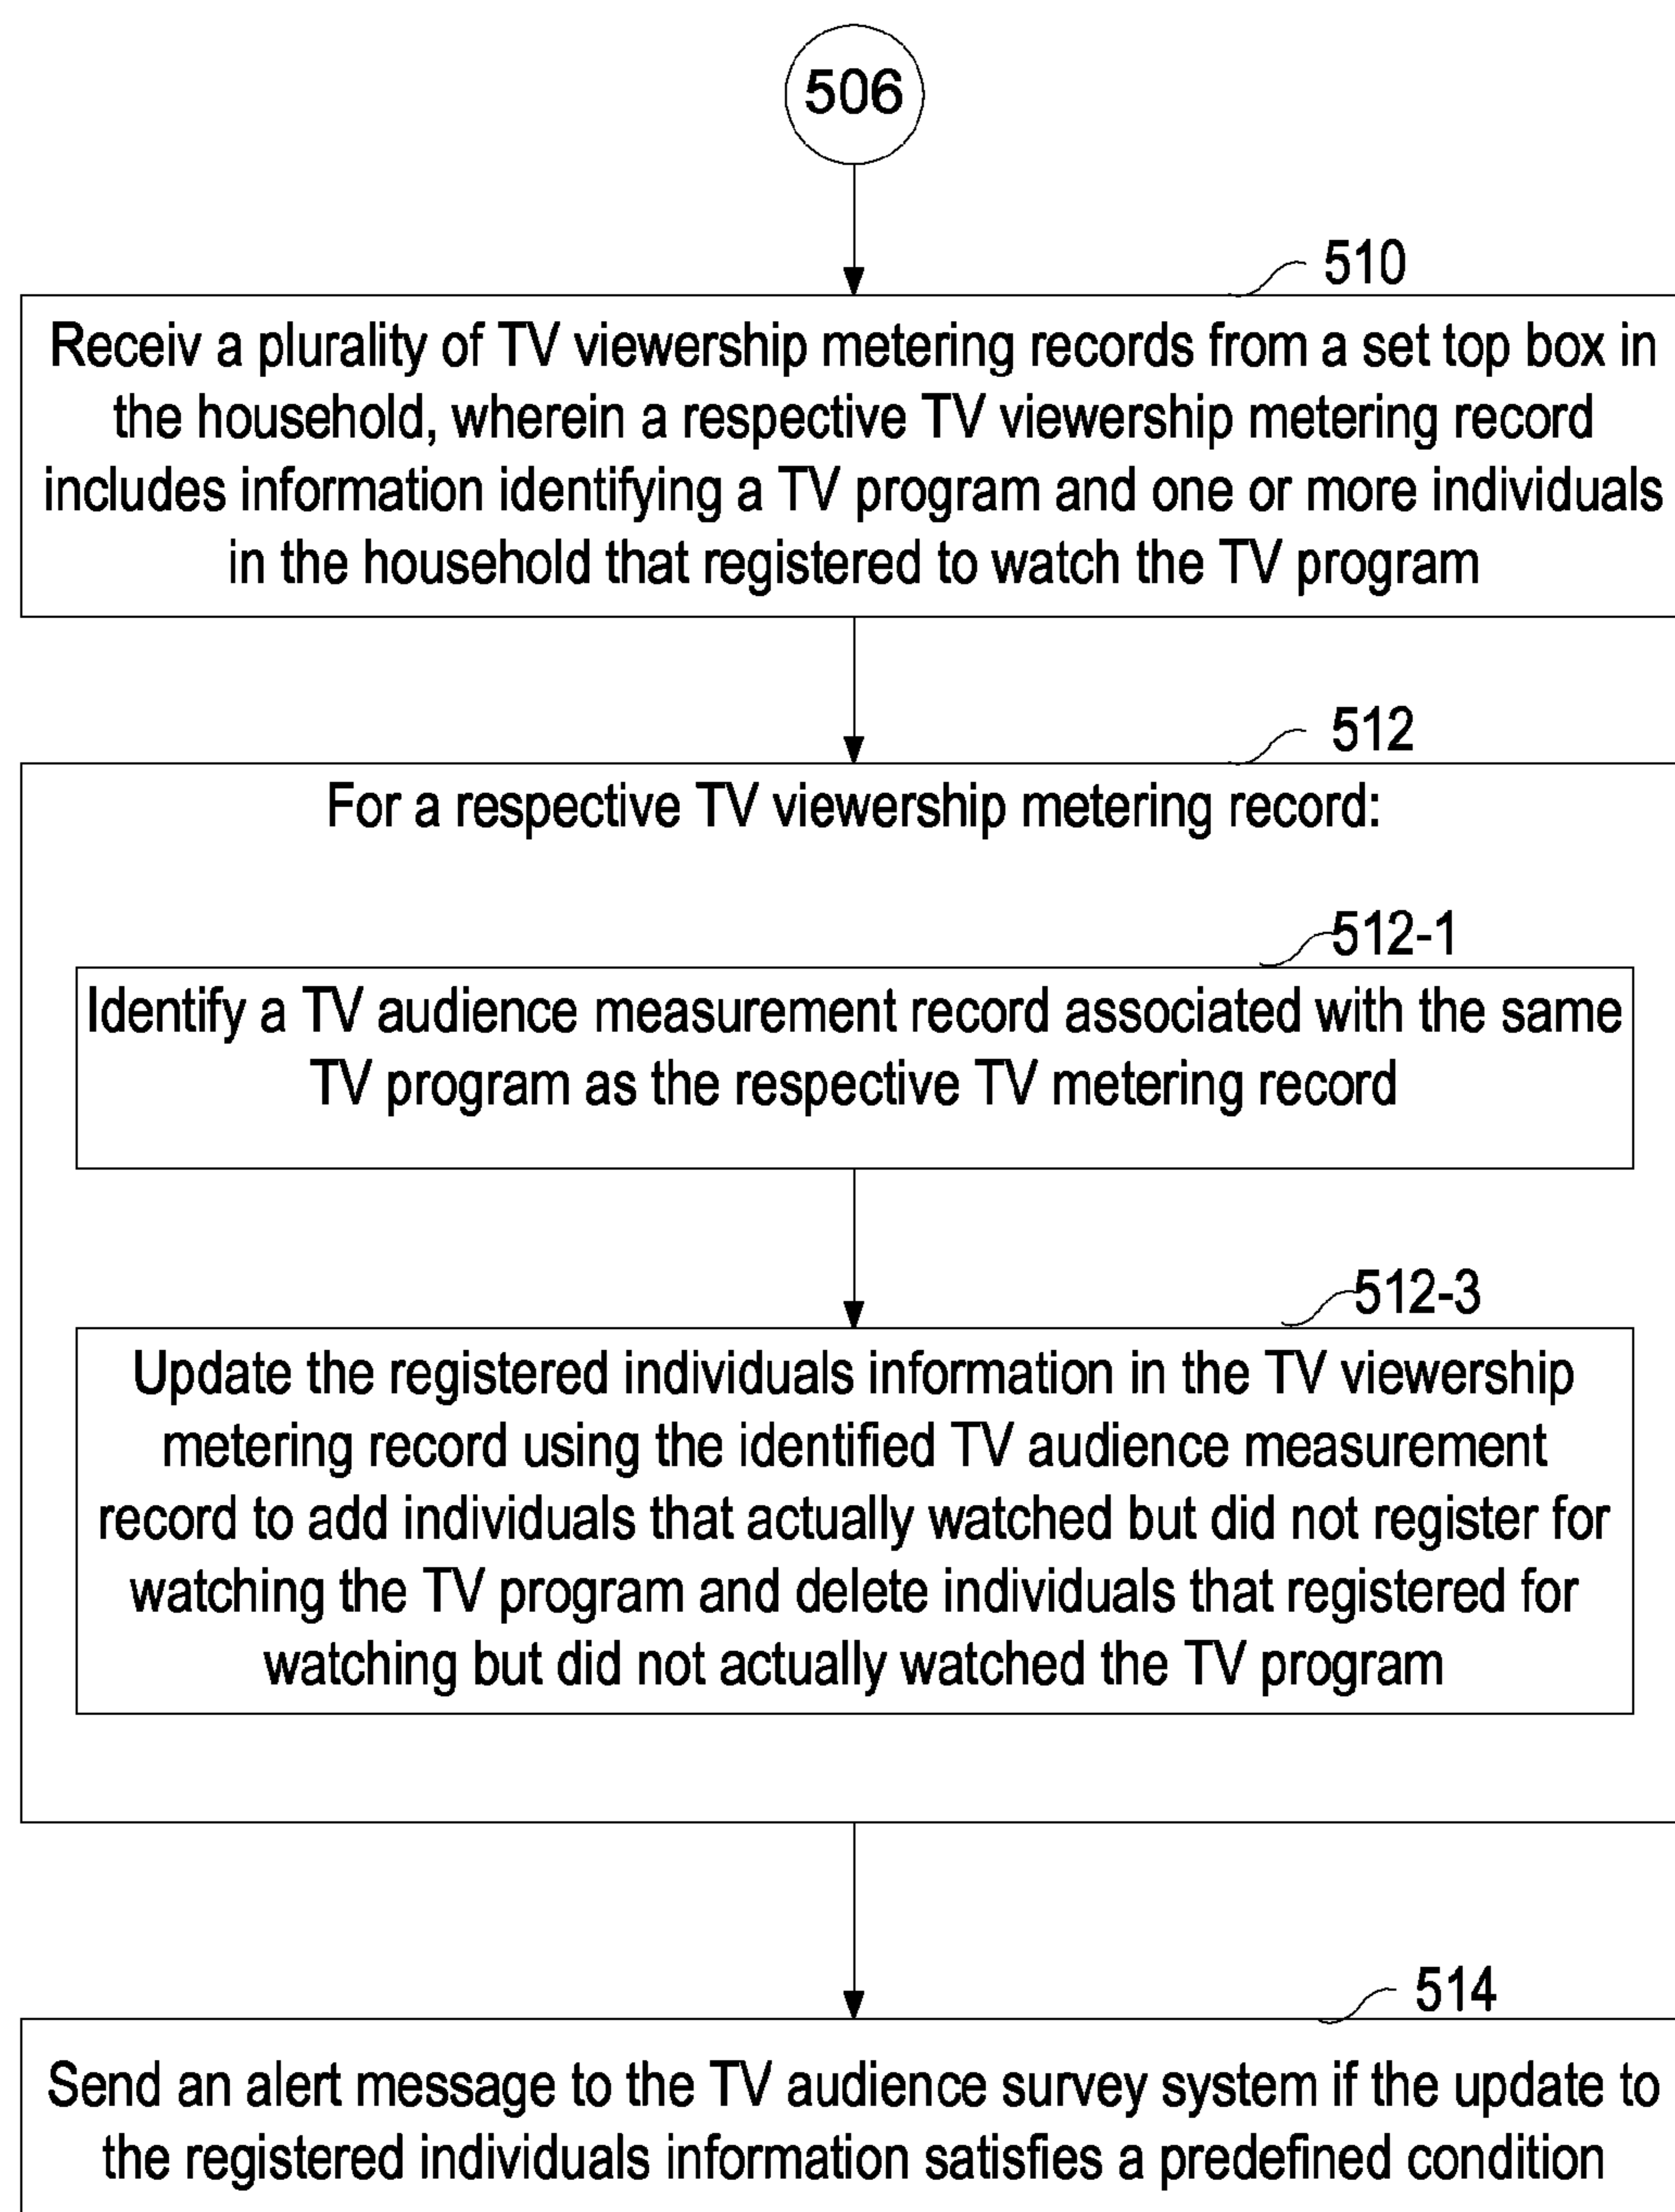 506
510
Receiv a plurality of TV viewership metering records from a set top box in
the household, wherein a respective TV viewership metering record
includes information identifying a TV program and one or more individuals
in the household that registered to watch the TV program
512
For a respective TV viewership metering record:
512-1
Identify a TV audience measurement record associated with the same
TV program as the respective TV metering record
512-3
Update the registered individuals information in the TV viewership
metering record using the identified TV audience measurement
record to add individuals that actually watched but did not register for
watching the TV program and delete individuals that registered for
watching but did not actually watched the TV program
514
Send an alert message to the TV audience survey system if the update to
the registered individuals information satisfies a predefined condition